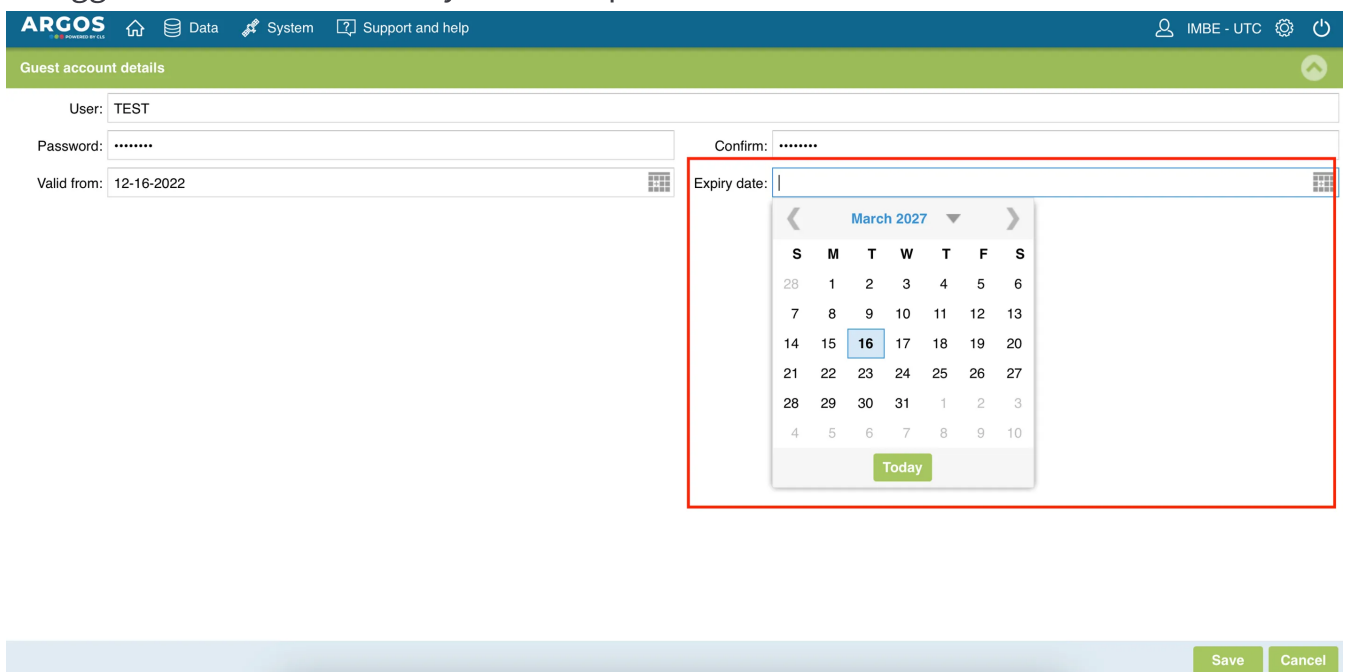 ARGOS Data System Support and help IMBE - UTC
POWERED BY CLS
Guest account details
User: TEST
Password: •••••••• Confirm: ••••••••
Valid from: 12-16-2022 Expiry date:
March 2027
S M T W T F S
28 1 2 3 4 5 6
7 8 9 10 11 12 13
14 15 16 17 18 19 20
21 22 23 24 25 26 27
28 29 30 31 1 2 3
4 5 6 7 8 9 10
Today
Save Cancel